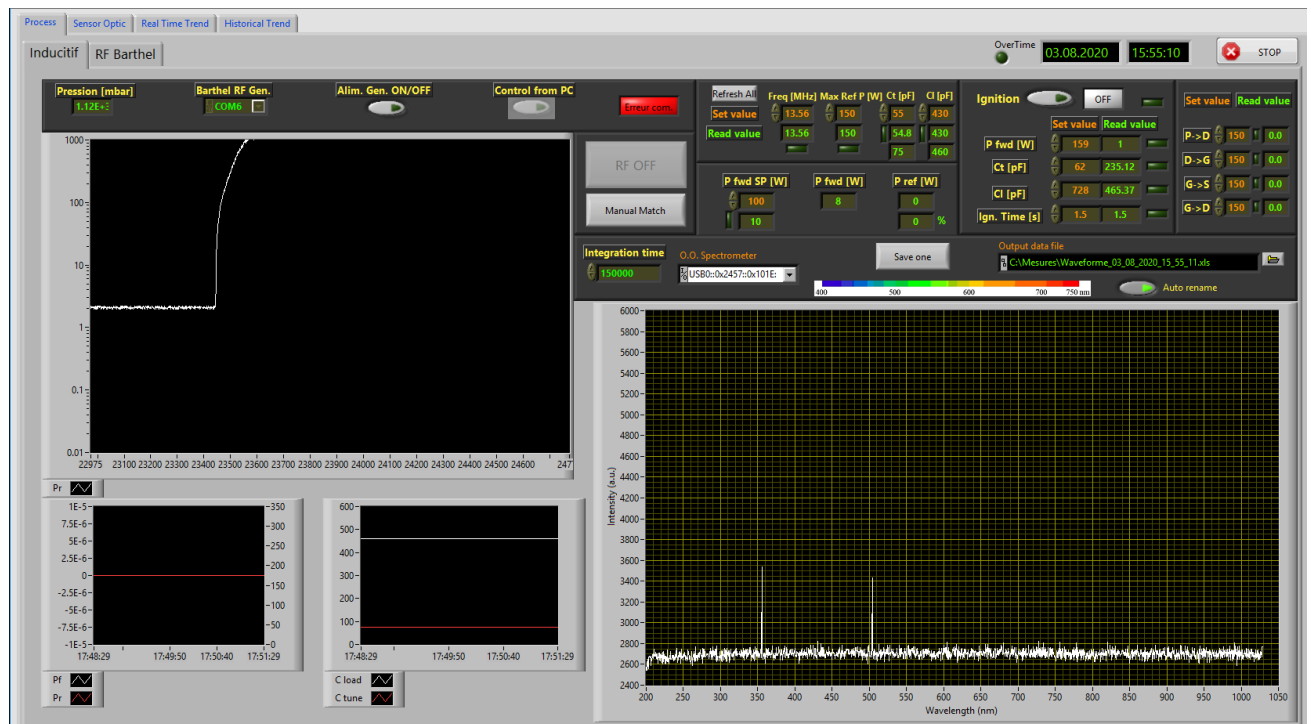 Process Sensor Optic Real Time Trend Historical Trend
Inducitif RF Barthel
OverTime 03.08.2020 15:55:10 STOP
Pression [mbar] Barthel RF Gen. Alim. Gen. ON/OFF Control from PC
1.12E+3 COM6 Erreur com.
Refresh All Freq [MHz] Max Ref P [W] Ct [pF] Cl [pF]
Set value 13.56 150 55 430
Read value 13.56 150 54.8 430
75 460
Ignition OFF
Set value Read value
P fwd [W] 159 1
Ct [pF] 62 235.12
Cl [pF] 728 465.37
Ign. Time [s] 1.5 1.5
Set value Read value
P->D 150 0.0
D->G 150 0.0
G->S 150 0.0
G->D 150 0.0
RF OFF
Manual Match
P fwd SP [W] P fwd [W] P ref [W]
100 8 0
10 0 %
Integration time O.O. Spectrometer Save one Output data file
150000 USB0::0x2457::0x101E: C:\Mesures\Waveforme_03_08_2020_15_55_11.xls
400 500 600 700 750 nm
Auto rename
1000
100
10
1
0.1
0.01
22975 23100 23200 23300 23400 23500 23600 23700 23800 23900 24000 24100 24200 24300 24400 24500 24600 247
Pr
1E-5
7.5E-6
5E-6
2.5E-6
0
-2.5E-6
-5E-6
-7.5E-6
-1E-5
350
300
250
200
150
100
50
0
17:48:29 17:49:50 17:50:40 17:51:29
Pf
Pr
600
500
400
300
200
100
0
17:48:29 17:49:50 17:50:40 17:51:29
C load
C tune
Intensity (a.u.)
6000
5800
5600
5400
5200
5000
4800
4600
4400
4200
4000
3800
3600
3400
3200
3000
2800
2600
2400
200 250 300 350 400 450 500 550 600 650 700 750 800 850 900 950 1000 1050
Wavelength (nm)